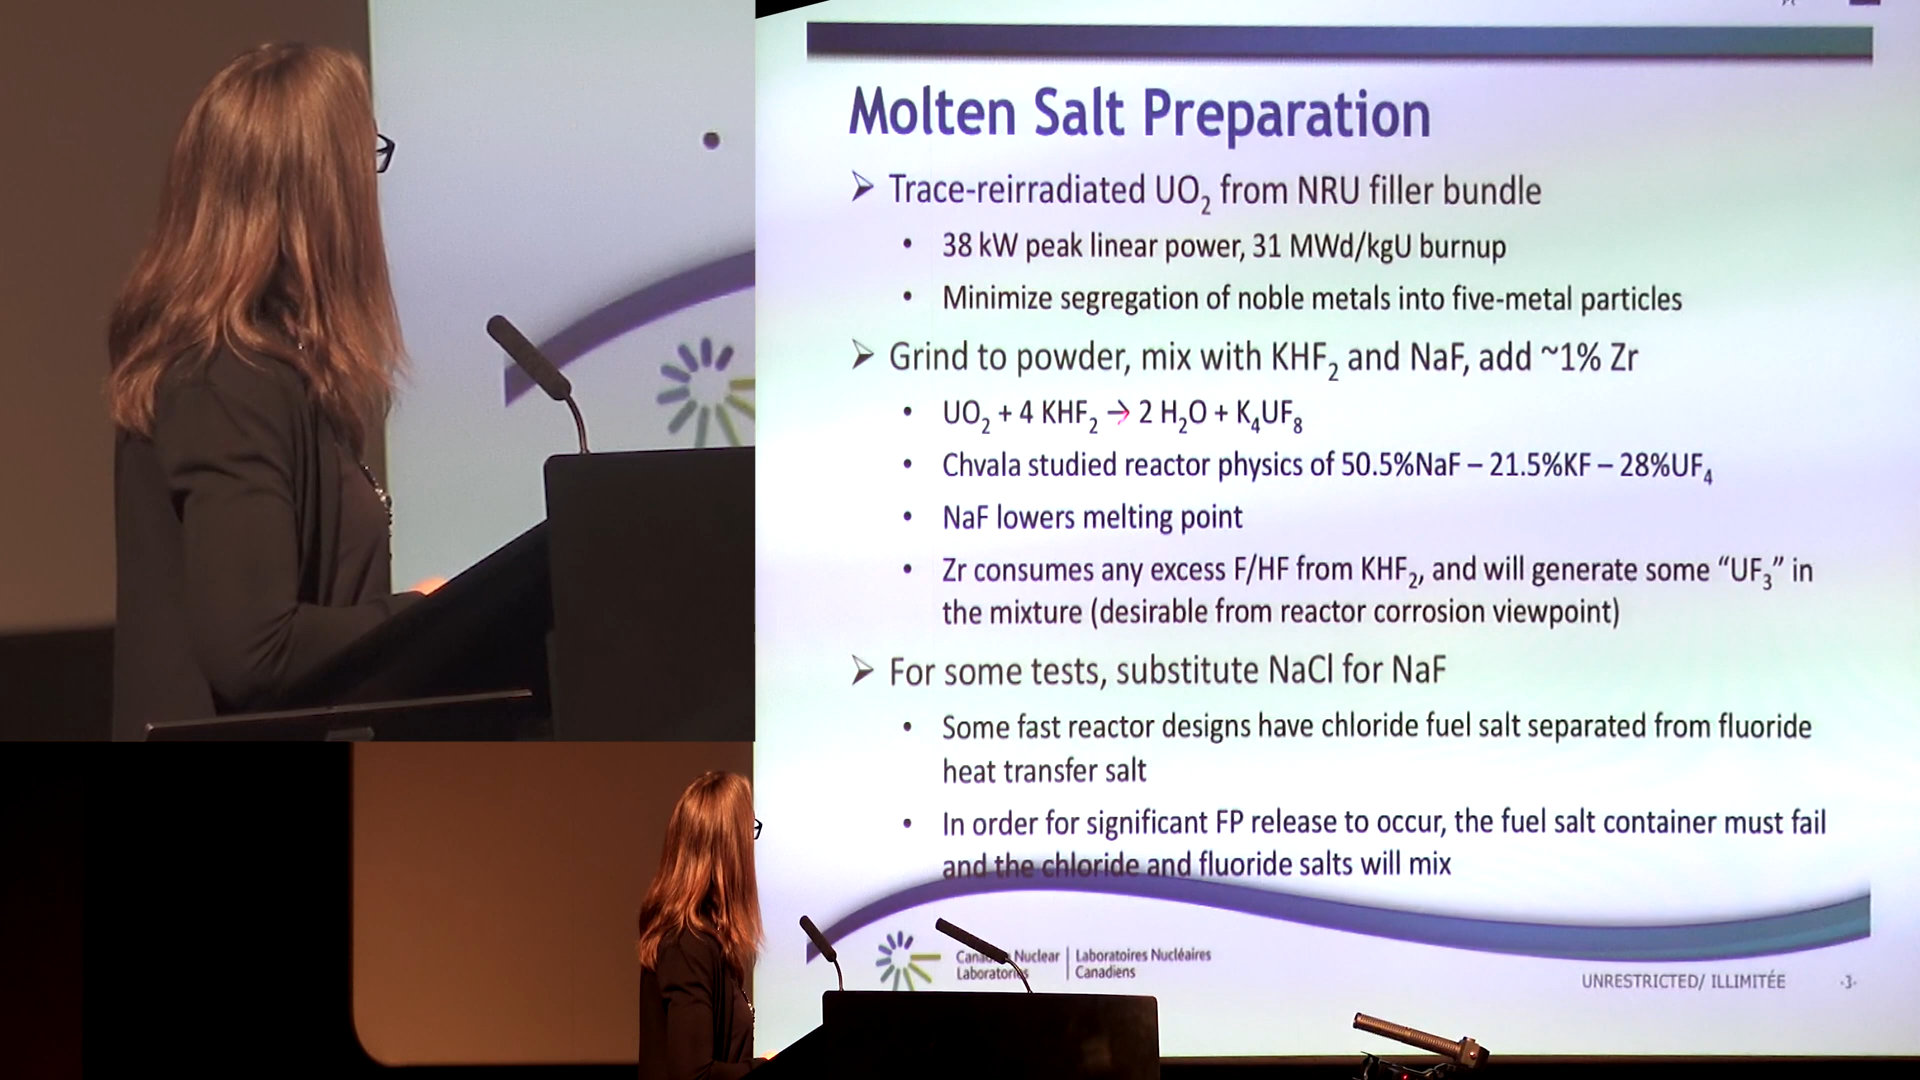 Molten Salt Preparation
➢ Trace-reirradiated UO₂ from NRU filler bundle
• 38 kW peak linear power, 31 MWd/kgU burnup
• Minimize segregation of noble metals into five-metal particles
➢ Grind to powder, mix with KHF₂ and NaF, add ~1% Zr
• UO₂ + 4 KHF₂ → 2 H₂O + K₄UF₈
• Chvala studied reactor physics of 50.5%NaF – 21.5%KF – 28%UF₄
• NaF lowers melting point
• Zr consumes any excess F/HF from KHF₂, and will generate some “UF₃” in
the mixture (desirable from reactor corrosion viewpoint)
➢ For some tests, substitute NaCl for NaF
• Some fast reactor designs have chloride fuel salt separated from fluoride
heat transfer salt
• In order for significant FP release to occur, the fuel salt container must fail
and the chloride and fluoride salts will mix
Canadian Nuclear | Laboratoires Nucléaires
Laboratories | Canadiens
UNRESTRICTED/ ILLIMITÉE -3-